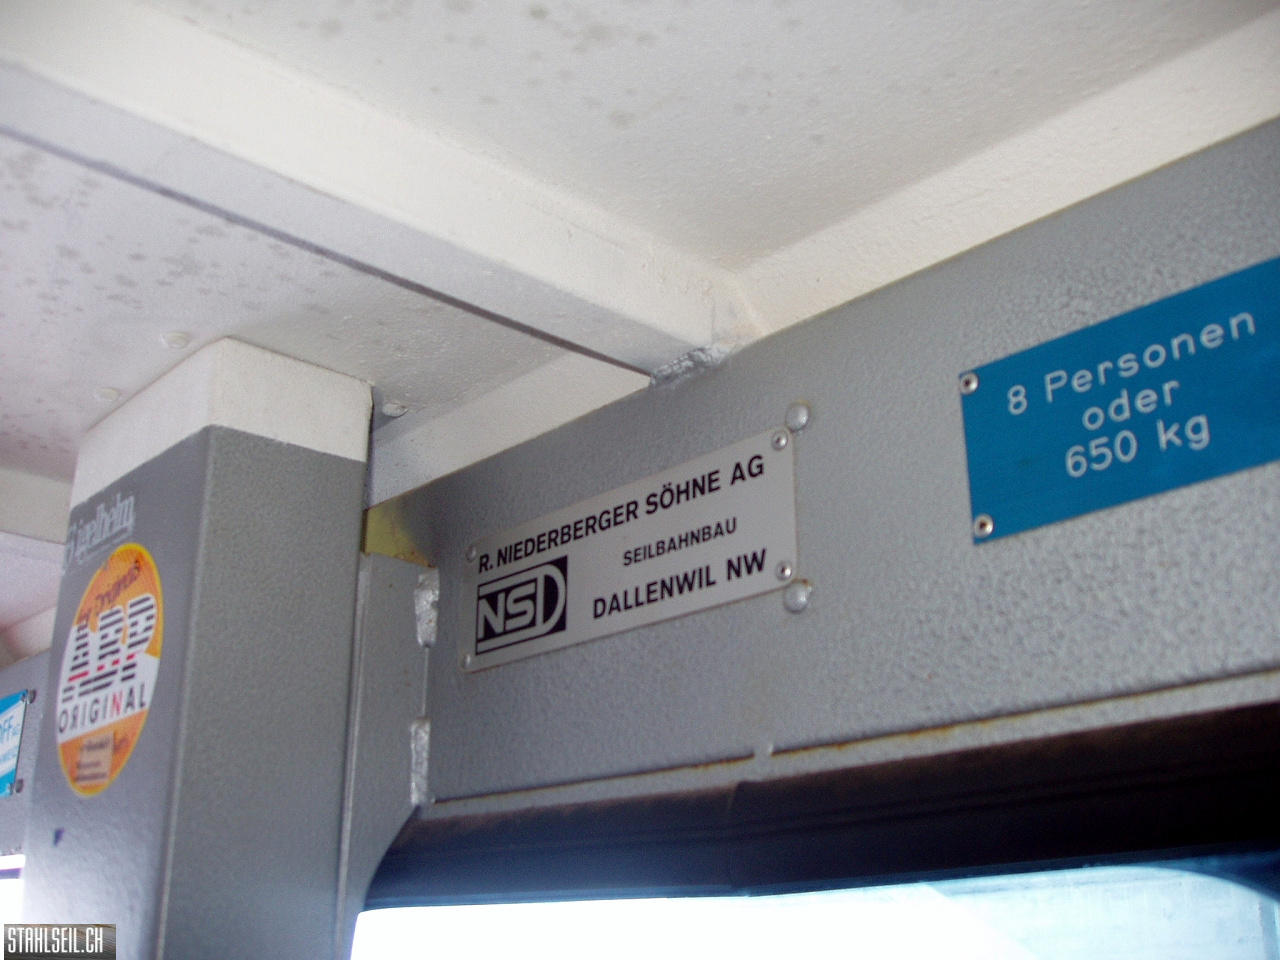 8 Personen
oder
650 kg
R. NIEDERBERGER SÖHNE AG
SEILBAHNBAU
NSD
DALLENWIL NW
ORIGINAL
STAHLSEIL.CH